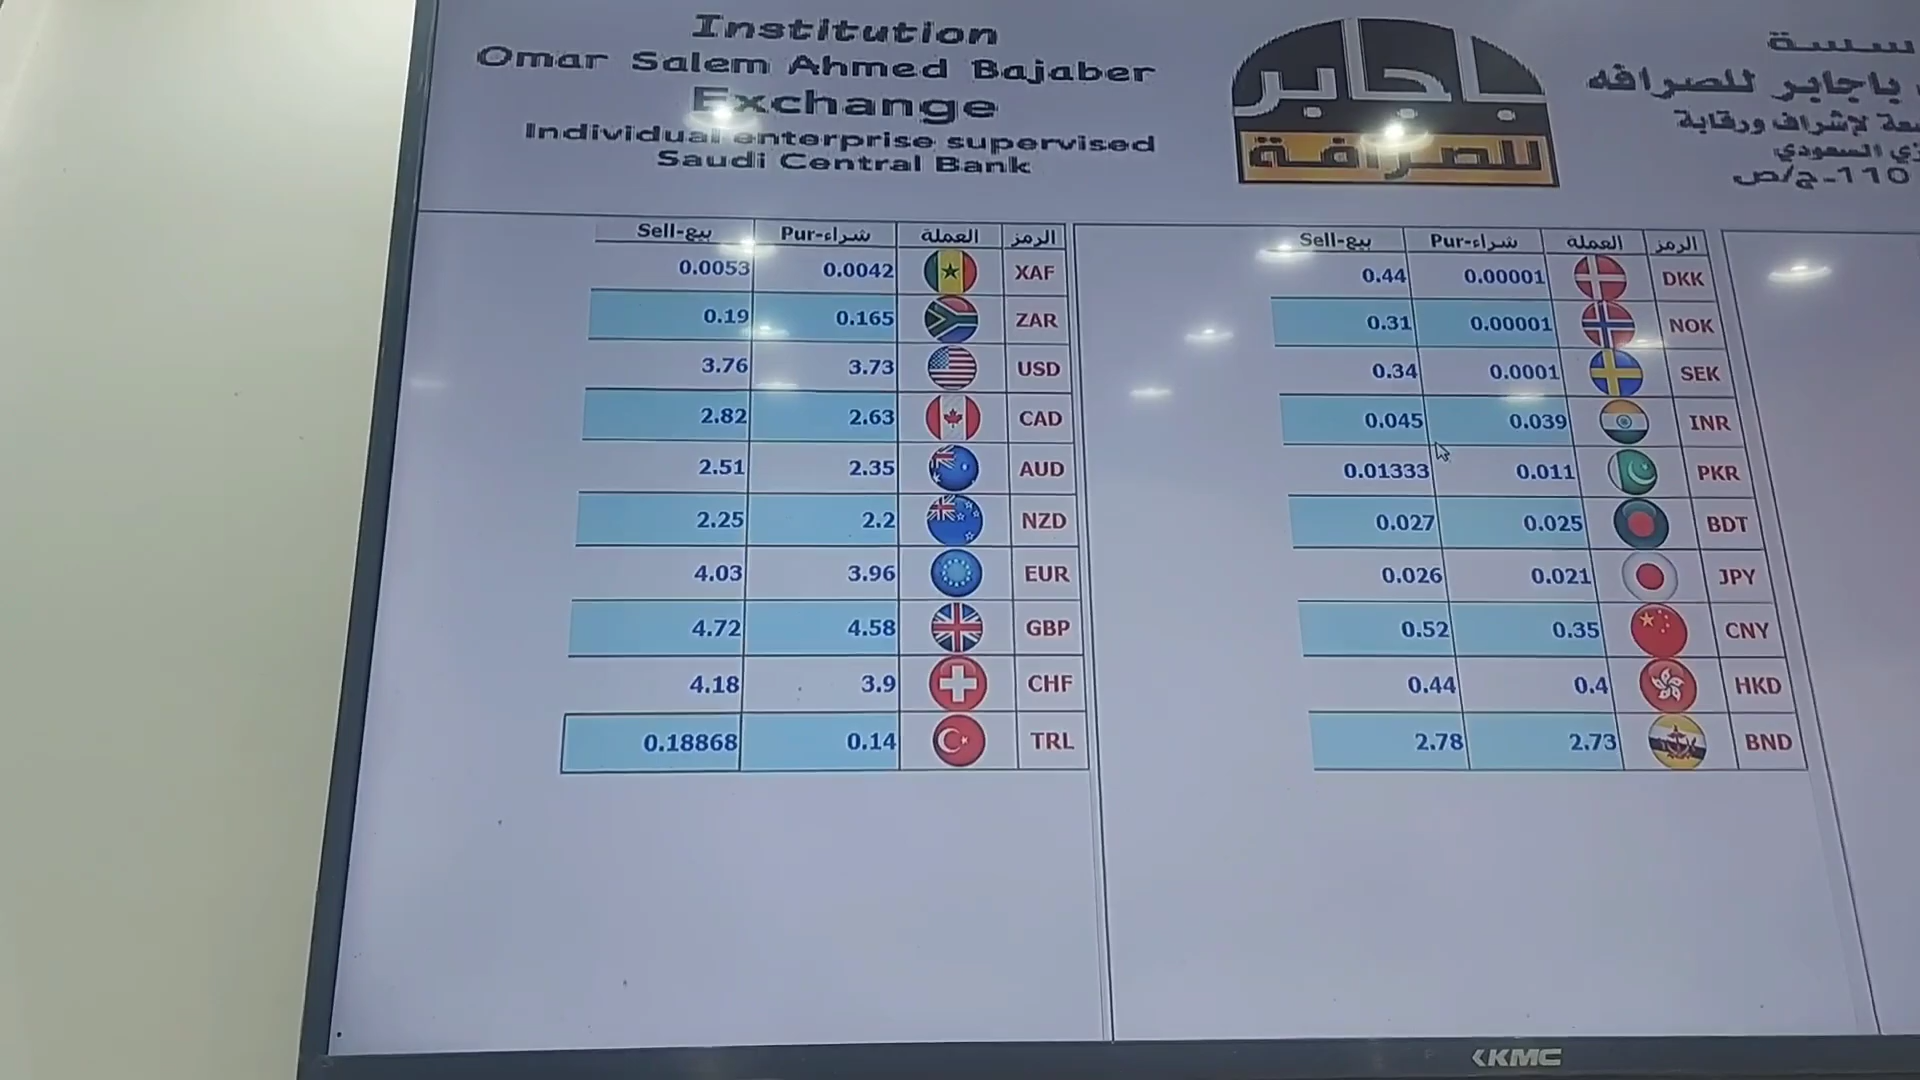 Institution
Omar Salem Ahmed Bajaber
Exchange
Individual enterprise supervised
Saudi Central Bank
باجابر
للصرافة
باجابر للصرافه
لإشراف ورقابة
السعودي
110-ج/ص
Sell-بيع Pur-شراء العملة الرمز
0.0053 0.0042 XAF
0.19 0.165 ZAR
3.76 3.73 USD
2.82 2.63 CAD
2.51 2.35 AUD
2.25 2.2 NZD
4.03 3.96 EUR
4.72 4.58 GBP
4.18 3.9 CHF
0.18868 0.14 TRL
Sell-بيع Pur-شراء العملة الرمز
0.44 0.00001 DKK
0.31 0.00001 NOK
0.34 0.0001 SEK
0.045 0.039 INR
0.01333 0.011 PKR
0.027 0.025 BDT
0.026 0.021 JPY
0.52 0.35 CNY
0.44 0.4 HKD
2.78 2.73 BND
KMC